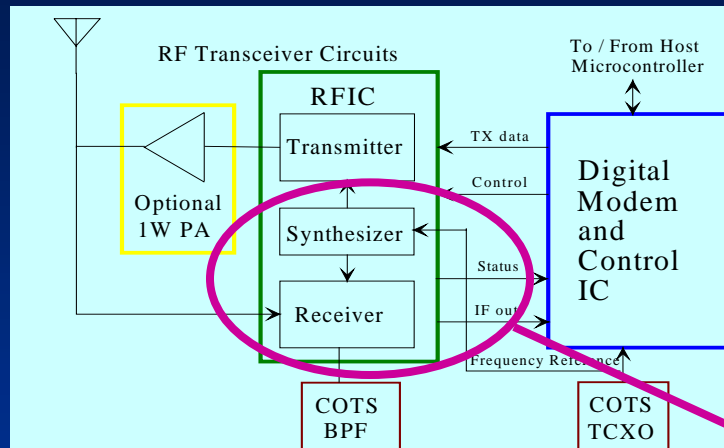 RF Transceiver Circuits
To / From Host
Microcontroller
RFIC
Transmitter
TX data
Optional
1W PA
Control
Synthesizer
Digital
Modem
and
Control
IC
Status
Receiver
IF out
Frequency Reference
COTS
BPF
COTS
TCXO